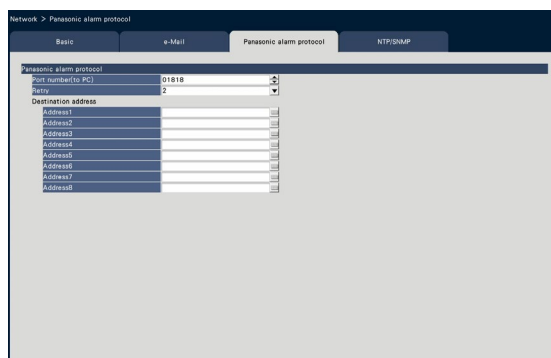 Network > Panasonic alarm protocol
Basic e-Mail Panasonic alarm protocol NTP/SNMP
Panasonic alarm protocol
Port number(to PC) 01818
Retry 2
Destination address
Address1
Address2
Address3
Address4
Address5
Address6
Address7
Address8